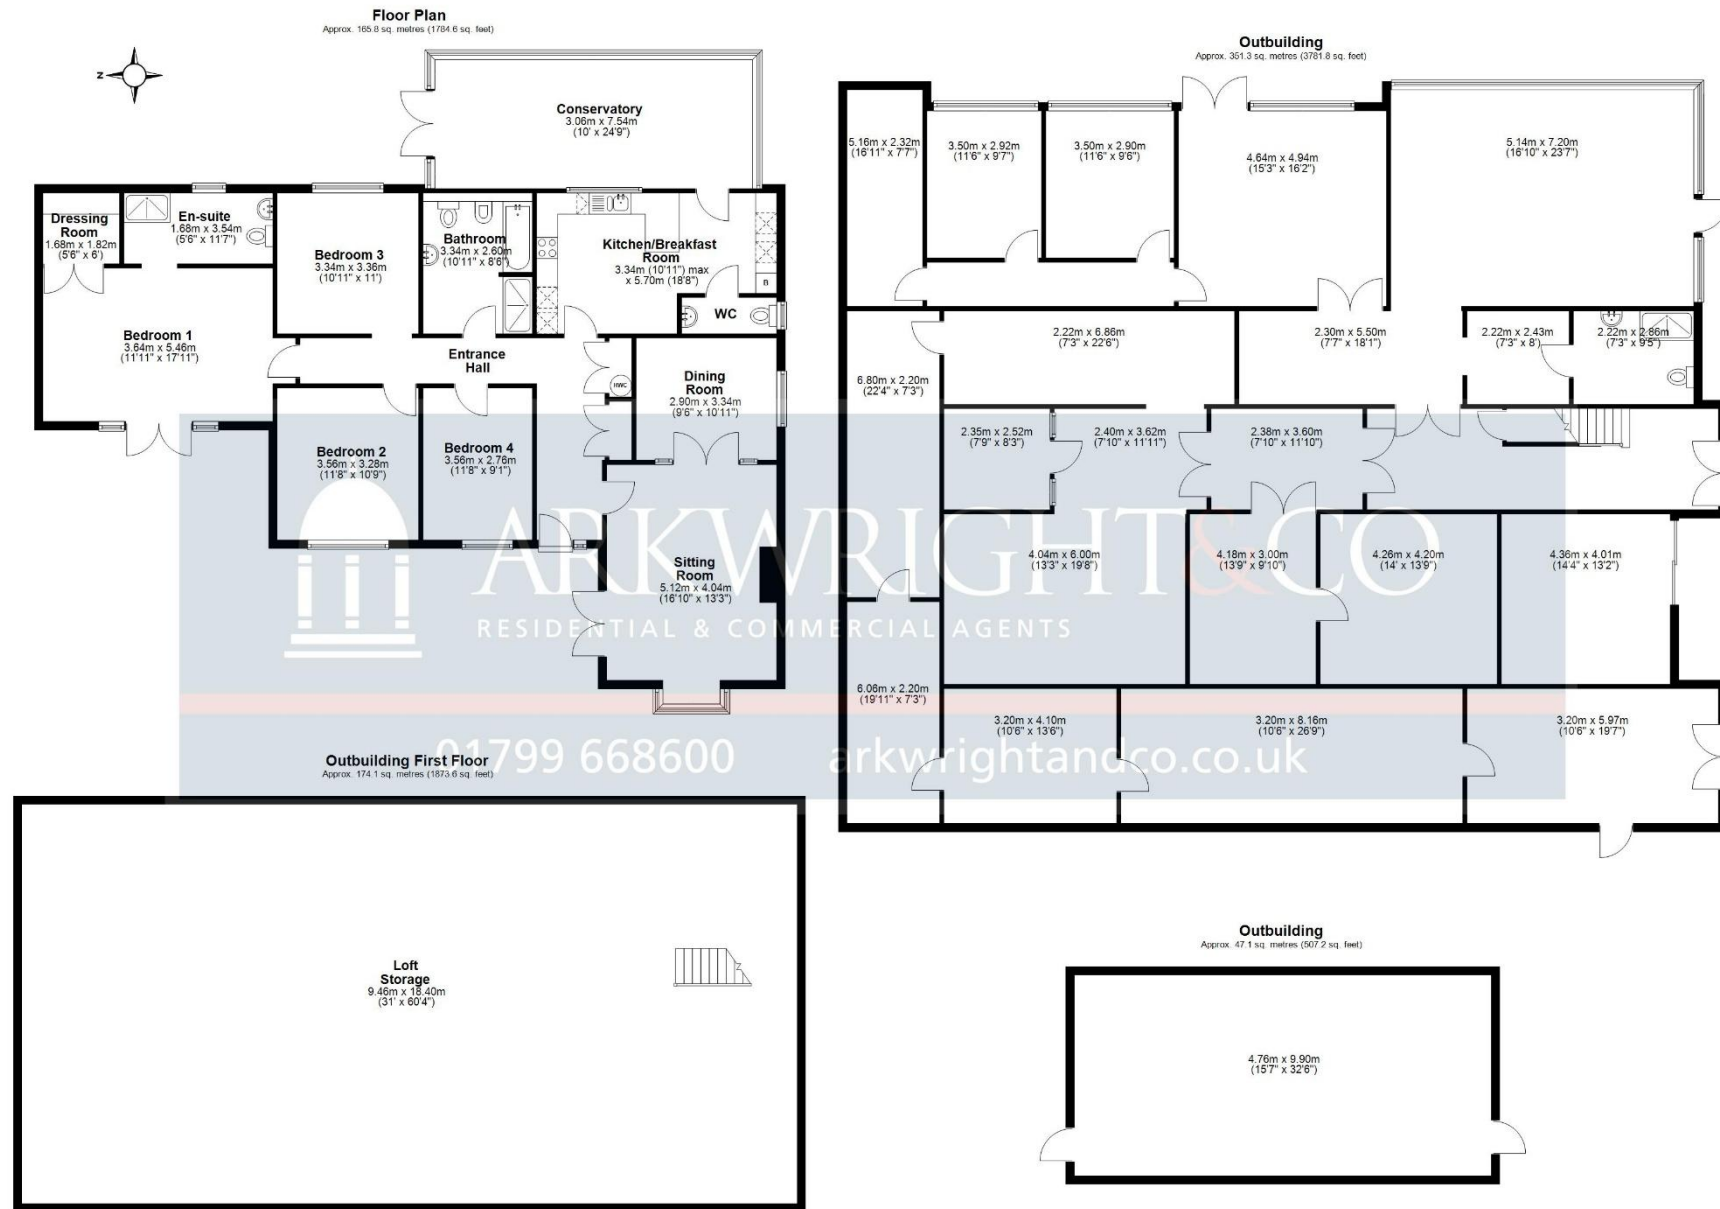 Floor Plan
Approx. 165.8 sq. metres (1784.6 sq. feet)
Z
Conservatory
3.06m x 7.54m
(10' x 24'9")
Dressing
Room
1.68m x 1.82m
(5'6" x 6')
En-suite
1.68m x 3.54m
(5'6" x 11'7")
Bedroom 3
3.34m x 3.36m
(10'11" x 11')
Bathroom
3.34m x 2.60m
(10'11" x 8'6")
Kitchen/Breakfast
Room
3.34m (10'11") max
x 5.70m (18'8")
B
WC
Bedroom 1
3.64m x 5.46m
(11'11" x 17'11")
Entrance
Hall
HWC
Dining
Room
2.90m x 3.34m
(9'6" x 10'11")
Bedroom 2
3.56m x 3.28m
(11'8" x 10'9")
Bedroom 4
3.56m x 2.76m
(11'8" x 9'1")
Sitting
Room
5.12m x 4.04m
(16'10" x 13'3")
Outbuilding
Approx. 351.3 sq. metres (3781.8 sq. feet)
5.16m x 2.32m
(16'11" x 7'7")
3.50m x 2.92m
(11'6" x 9'7")
3.50m x 2.90m
(11'6" x 9'6")
4.64m x 4.94m
(15'3" x 16'2")
5.14m x 7.20m
(16'10" x 23'7")
2.22m x 6.86m
(7'3" x 22'6")
2.30m x 5.50m
(7'7" x 18'1")
2.22m x 2.43m
(7'3" x 8')
2.22m x 2.86m
(7'3" x 9'5")
6.80m x 2.20m
(22'4" x 7'3")
2.35m x 2.52m
(7'9" x 8'3")
2.40m x 3.62m
(7'10" x 11'11")
2.38m x 3.60m
(7'10" x 11'10")
4.04m x 6.00m
(13'3" x 19'8")
4.18m x 3.00m
(13'9" x 9'10")
4.26m x 4.20m
(14' x 13'9")
4.36m x 4.01m
(14'4" x 13'2")
6.06m x 2.20m
(19'11" x 7'3")
3.20m x 4.10m
(10'6" x 13'6")
3.20m x 8.16m
(10'6" x 26'9")
3.20m x 5.97m
(10'6" x 19'7")
ARKWRIGHT&CO
RESIDENTIAL & COMMERCIAL AGENTS
01799 668600 arkwrightandco.co.uk
Outbuilding First Floor
Approx. 174.1 sq. metres (1873.6 sq. feet)
Loft
Storage
9.46m x 18.40m
(31' x 60'4")
Outbuilding
Approx. 47.1 sq. metres (507.2 sq. feet)
4.76m x 9.90m
(15'7" x 32'6")